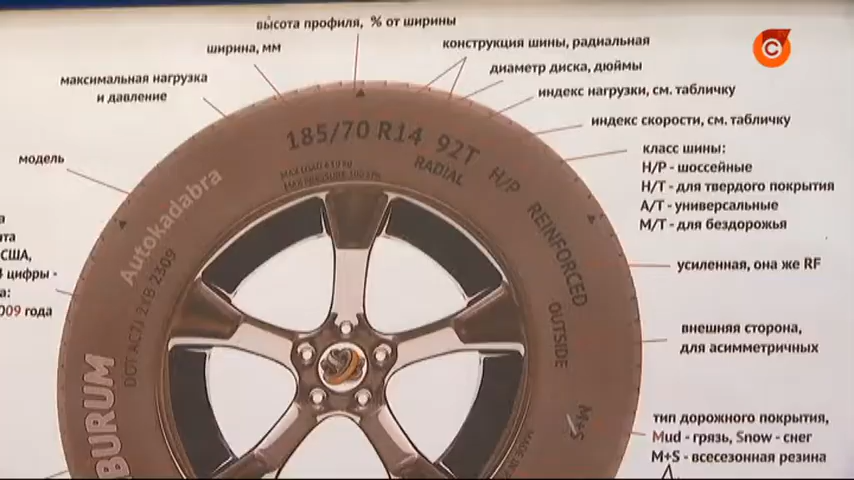 высота профиля, % от ширины
ширина, мм
конструкция шины, радиальная
диаметр диска, дюймы
максимальная нагрузка
и давление
индекс нагрузки, см. табличку
индекс скорости, см. табличку
модель
класс шины:
H/P - шоссейные
H/T - для твердого покрытия
A/T - универсальные
M/T - для бездорожья
США,
цифры -
009 года
усиленная, она же RF
внешняя сторона,
для асимметричных
тип дорожного покрытия,
Mud - грязь, Snow - снег
M+S - всесезонная резина
185/70 R14 92T
RADIAL
H/P
REINFORCED
OUTSIDE
M+S
Autokadabra
DOT AC7J 2XB 2309
BURUM
C